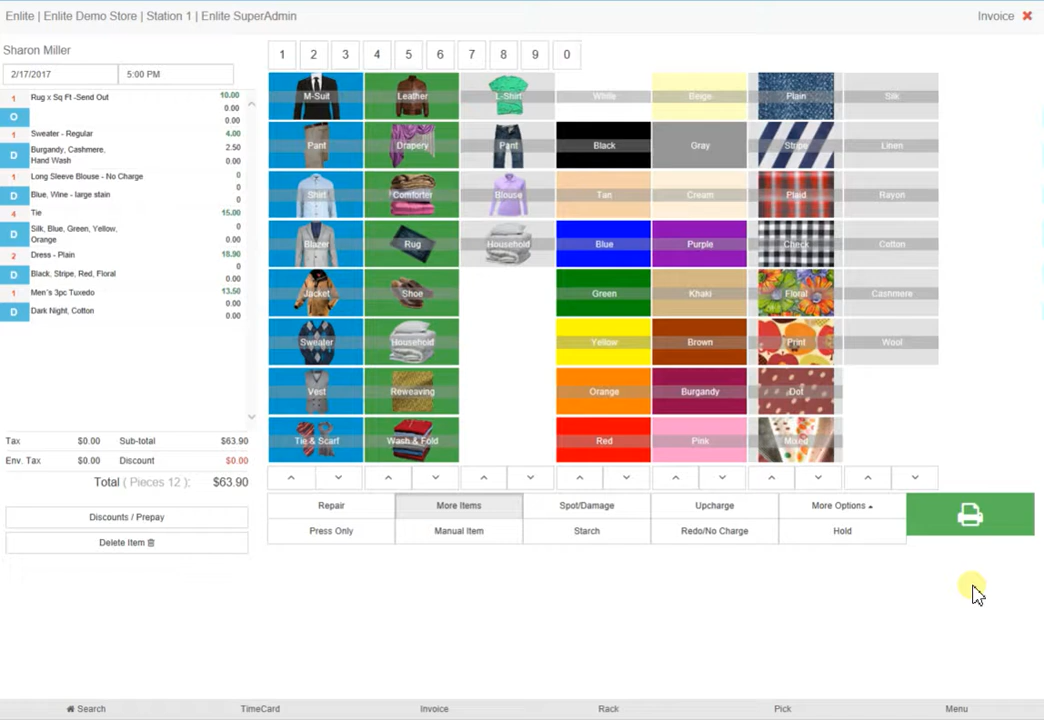 Enlite | Enlite Demo Store | Station 1 | Enlite SuperAdmin
Invoice
Sharon Miller
2/17/2017
5:00 PM
1 2 3 4 5 6 7 8 9 0
1 Rug x Sq Ft -Send Out 10.00
O 0.00
0.00
1 Sweater - Regular 4.00
D Burgandy, Cashmere, 2.50
Hand Wash 0.00
1 Long Sleeve Blouse - No Charge 0
D Blue, Wine - large stain 0
0
4 Tie 15.00
D Silk, Blue, Green, Yellow, 0
Orange 0.00
2 Dress - Plain 18.90
D Black, Stripe, Red, Floral 0
0.00
1 Men's 3pc Tuxedo 13.50
D Dark Night, Cotton 0.00
0.00
Tax $0.00 Sub-total $63.90
Env. Tax $0.00 Discount $0.00
Total ( Pieces 12 ): $63.90
Discounts / Prepay
Delete Item
M-Suit Leather L-Shirt White Beige Plain Silk
Pant Drapery Pant Black Gray Stripe Linen
Shirt Comforter Blouse Tan Cream Plaid Rayon
Blazer Rug Household Blue Purple Check Cotton
Jacket Shoe Green Khaki Floral Cashmere
Sweater Household Yellow Brown Print Wool
Vest Reweaving Orange Burgandy Dot
Tie & Scarf Wash & Fold Red Pink Mixed
Repair More Items Spot/Damage Upcharge More Options
Press Only Manual Item Starch Redo/No Charge Hold
Search TimeCard Invoice Rack Pick Menu